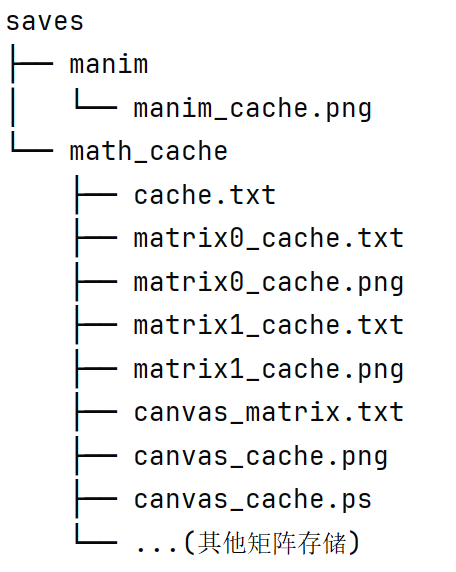 saves
├── manim
│   └── manim_cache.png
└── math_cache
    ├── cache.txt
    ├── matrix0_cache.txt
    ├── matrix0_cache.png
    ├── matrix1_cache.txt
    ├── matrix1_cache.png
    ├── canvas_matrix.txt
    ├── canvas_cache.png
    ├── canvas_cache.ps
    └── ...(其他矩阵存储)